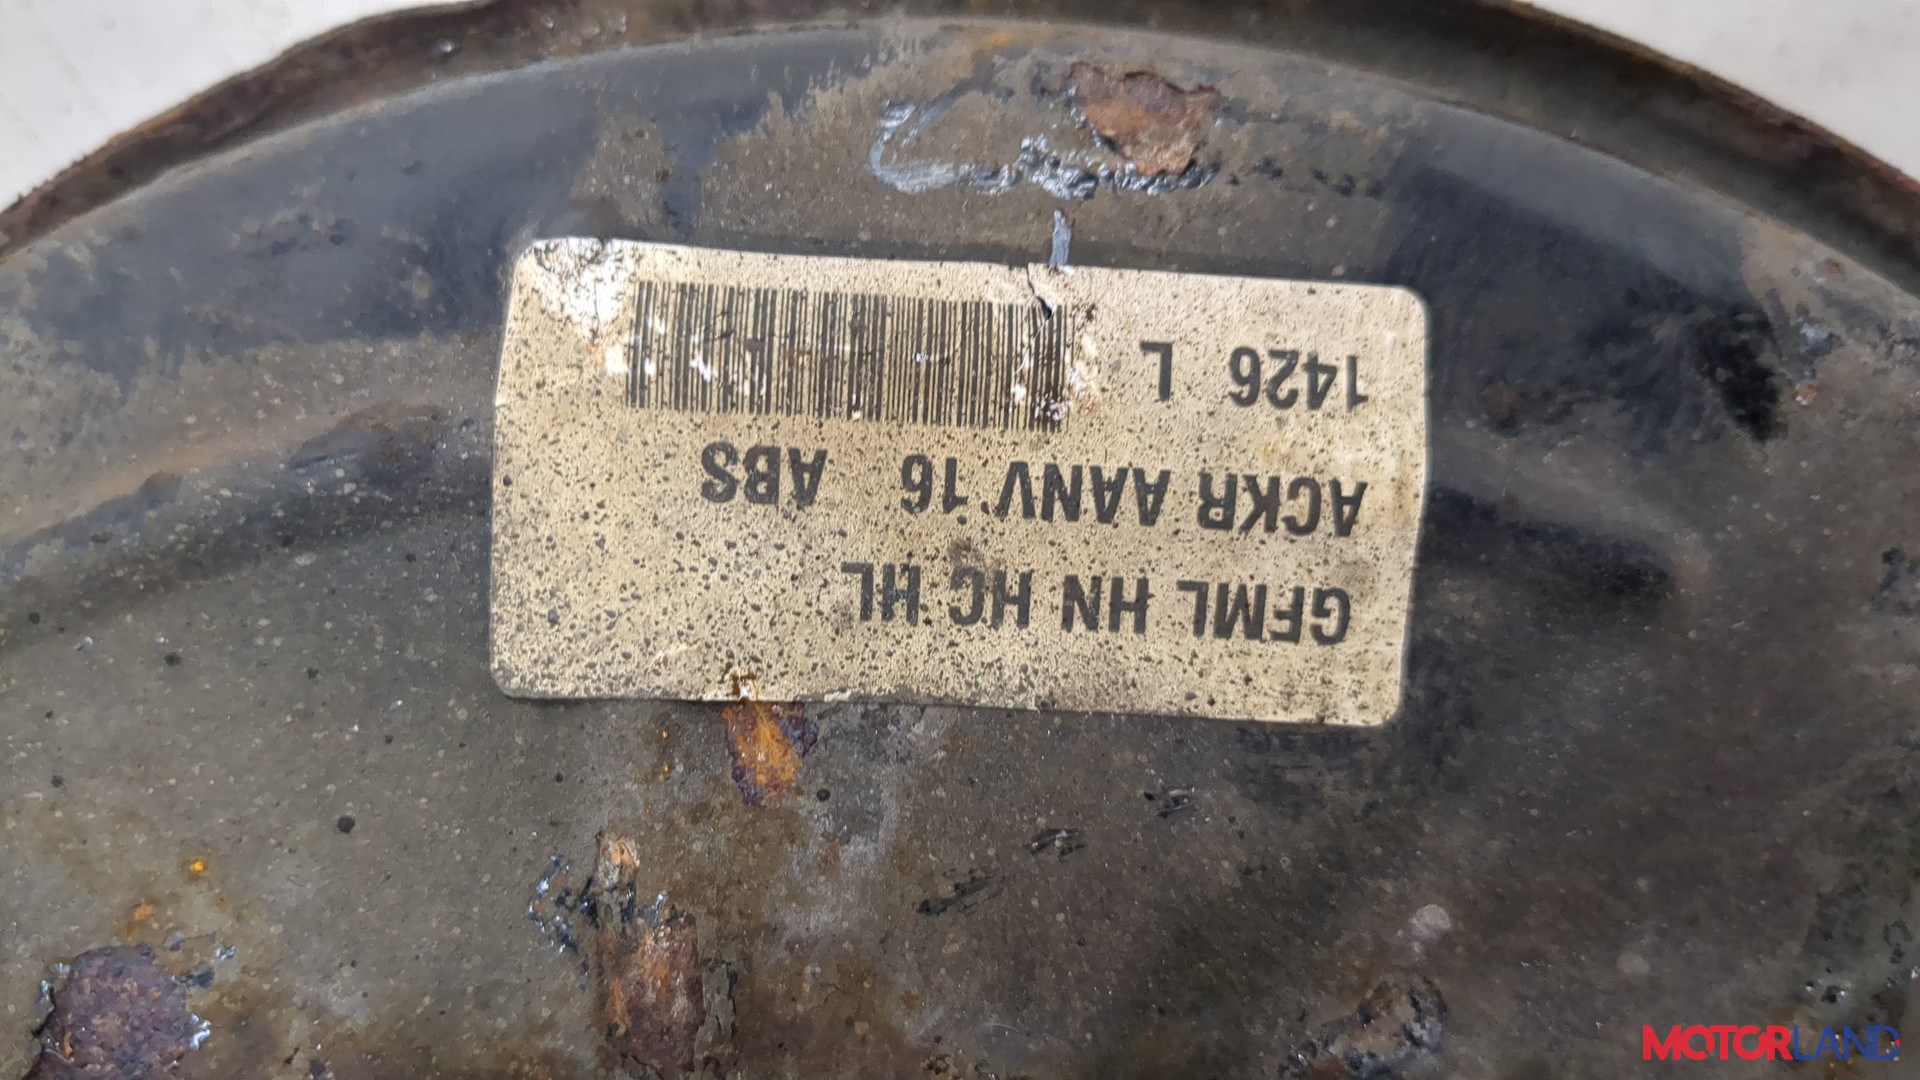 GFML HN HC HL
ACKR AANV 16 ABS
1426 L
MOTORLAND